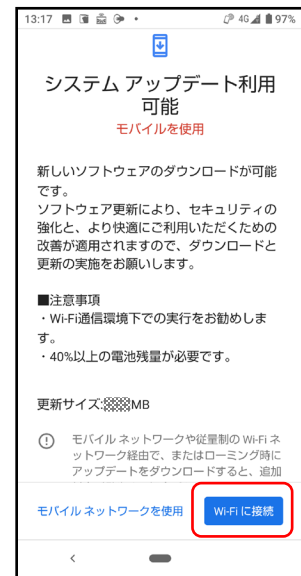 13:17
4G 97%
システム アップデート利用
可能
モバイルを使用
新しいソフトウェアのダウンロードが可能
です。
ソフトウェア更新により、セキュリティの
強化と、より快適にご利用いただくための
改善が適用されますので、ダウンロードと
更新の実施をお願いします。
■注意事項
・Wi-Fi通信環境下での実行をお勧めしま
す。
・40%以上の電池残量が必要です。
更新サイズ:MB
モバイル ネットワークや従量制の Wi-Fi ネ
ットワーク経由で、またはローミング時に
アップデートをダウンロードすると、追加
モバイル ネットワークを使用
Wi-Fi に接続